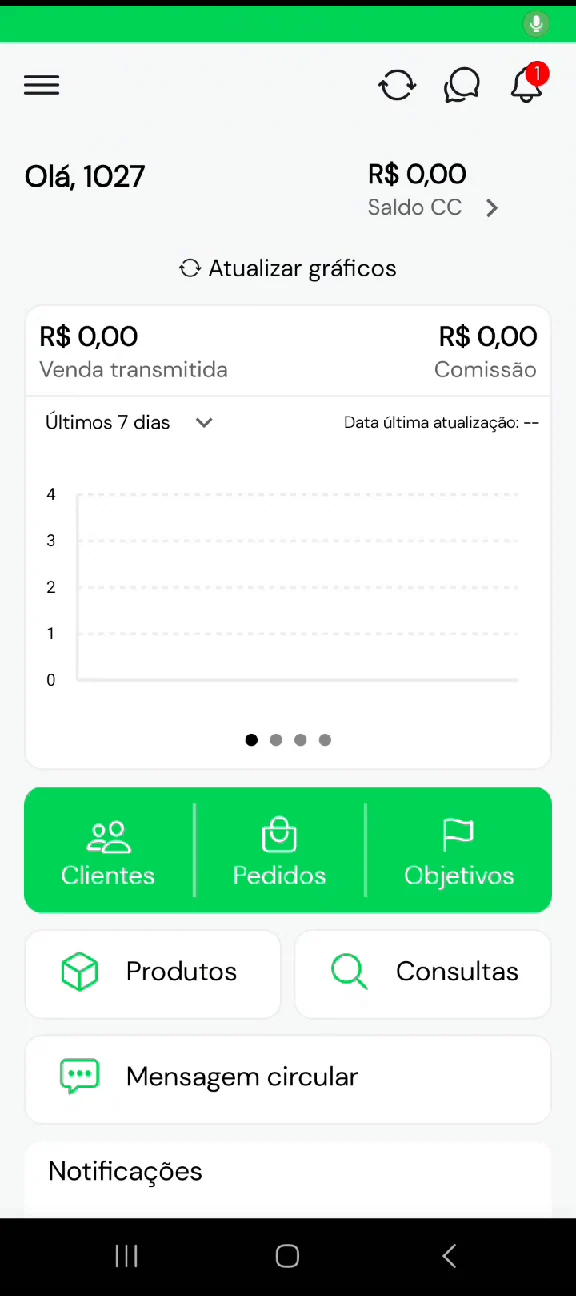 1
Olá, 1027
R$ 0,00
Saldo CC
Atualizar gráficos
R$ 0,00
R$ 0,00
Venda transmitida
Comissão
Últimos 7 dias
Data última atualização: --
4
3
2
1
0
Clientes
Pedidos
Objetivos
Produtos
Consultas
Mensagem circular
Notificações